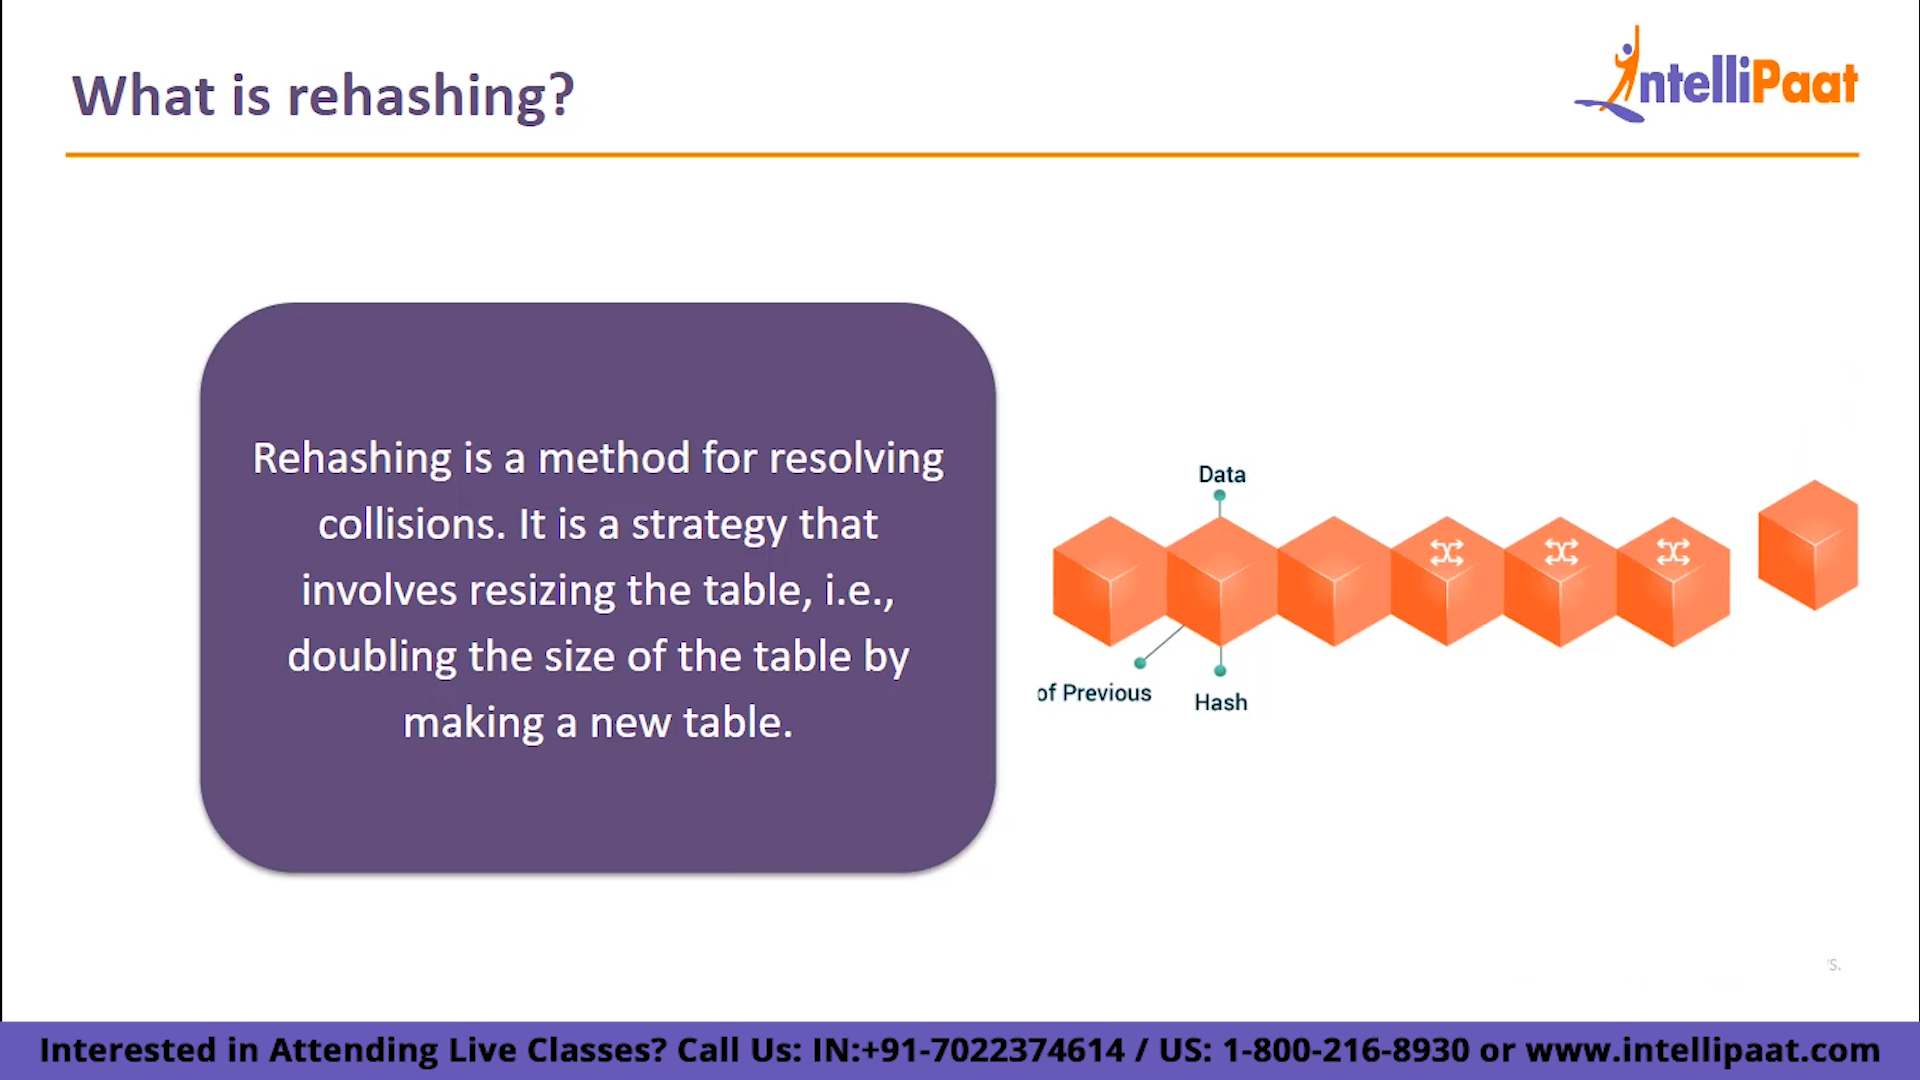 What is rehashing?
IntelliPaat
Rehashing is a method for resolving
collisions. It is a strategy that
involves resizing the table, i.e.,
doubling the size of the table by
making a new table.
Data
of Previous
Hash
s.
Interested in Attending Live Classes? Call Us: IN:+91-7022374614 / US: 1-800-216-8930 or www.intellipaat.com